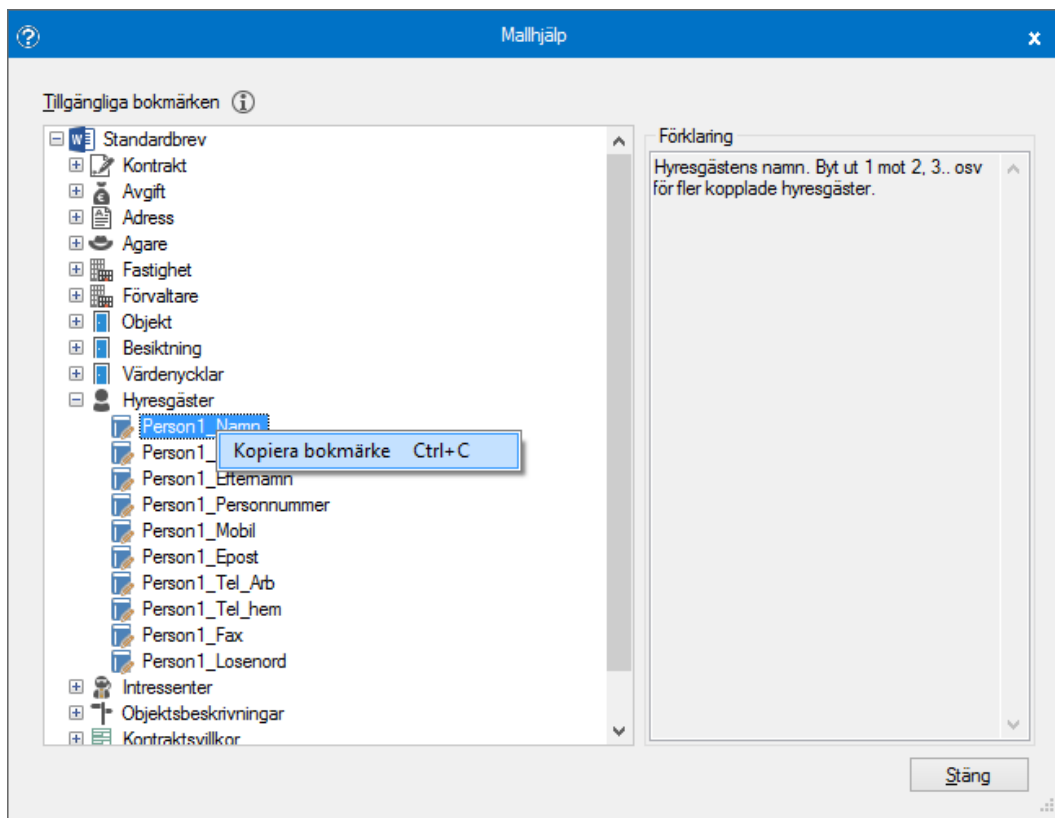 Mallhjälp
Tillgängliga bokmärken
Standardbrev
Kontrakt
Avgift
Adress
Agare
Fastighet
Förvaltare
Objekt
Besiktning
Värdenycklar
Hyresgäster
Person1_Namn
Kopiera bokmärke Ctrl+C
Person1_
Person1_Efternamn
Person1_Personnummer
Person1_Mobil
Person1_Epost
Person1_Tel_Arb
Person1_Tel_hem
Person1_Fax
Person1_Losenord
Intressenter
Objektsbeskrivningar
Kontraktsvillkor
Förklaring
Hyresgästens namn. Byt ut 1 mot 2, 3.. osv
för fler kopplade hyresgäster.
Stäng